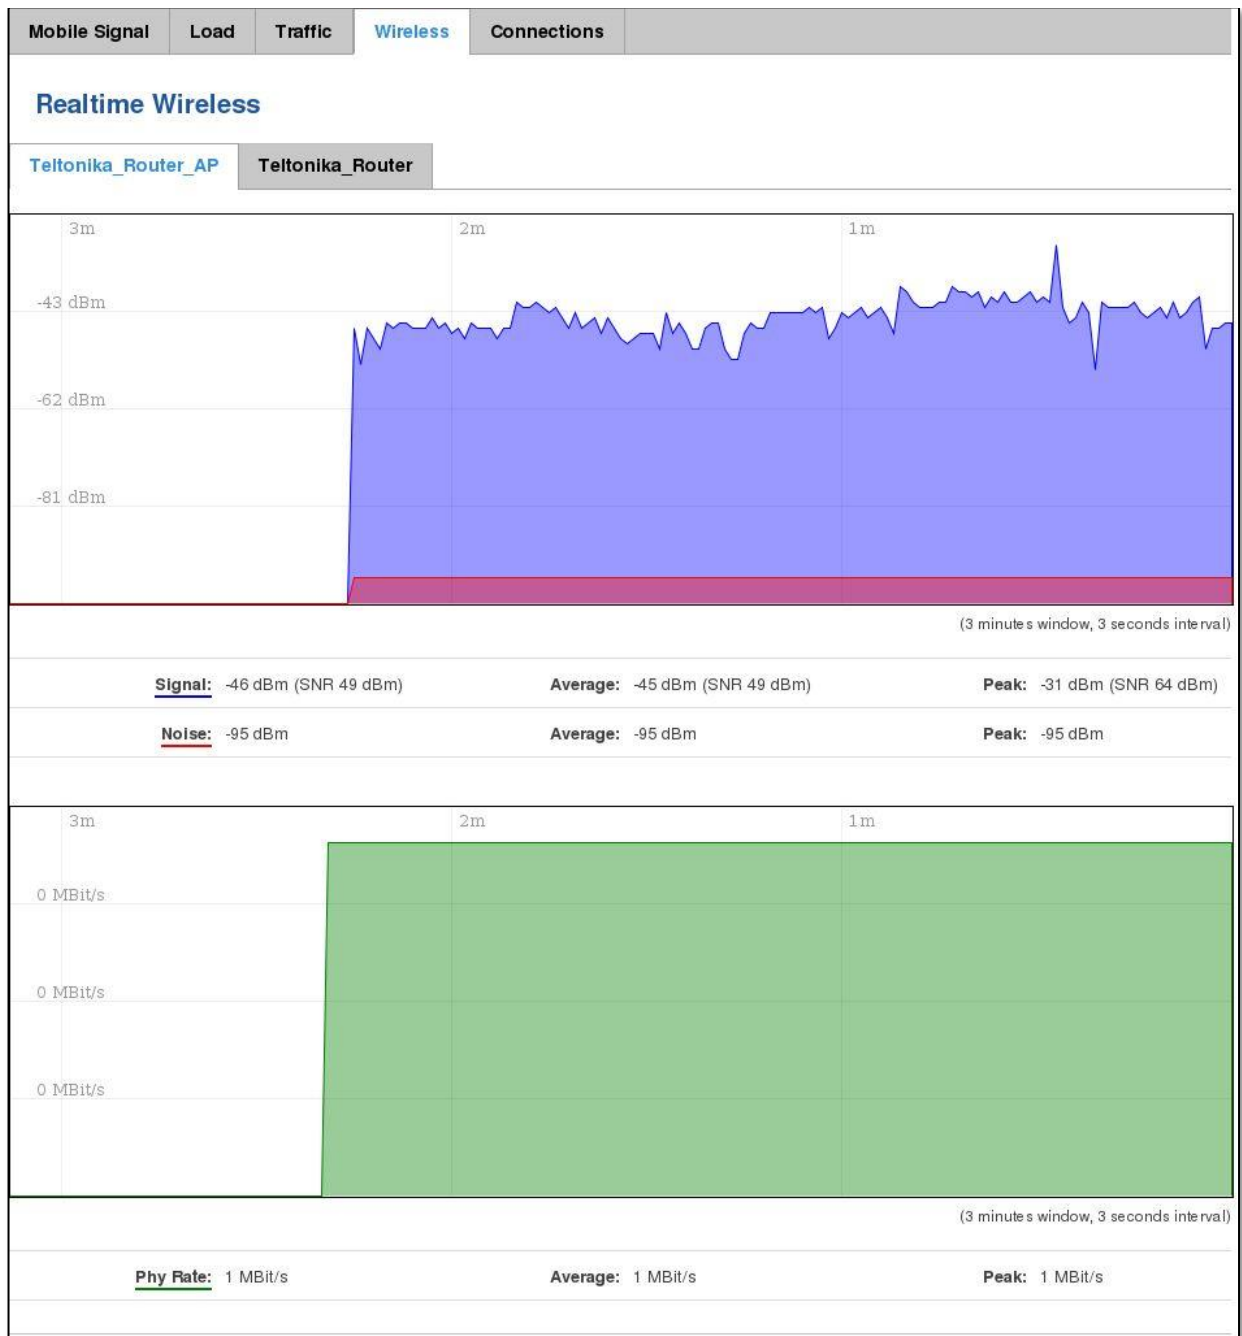 Mobile Signal Load Traffic Wireless Connections
Realtime Wireless
Teltonika_Router_AP Teltonika_Router
3m 2m 1m
-43 dBm
-62 dBm
-81 dBm
(3 minutes window, 3 seconds interval)
Signal: -46 dBm (SNR 49 dBm) Average: -45 dBm (SNR 49 dBm) Peak: -31 dBm (SNR 64 dBm)
Noise: -95 dBm Average: -95 dBm Peak: -95 dBm
3m 2m 1m
0 MBit/s
0 MBit/s
0 MBit/s
(3 minutes window, 3 seconds interval)
Phy Rate: 1 MBit/s Average: 1 MBit/s Peak: 1 MBit/s